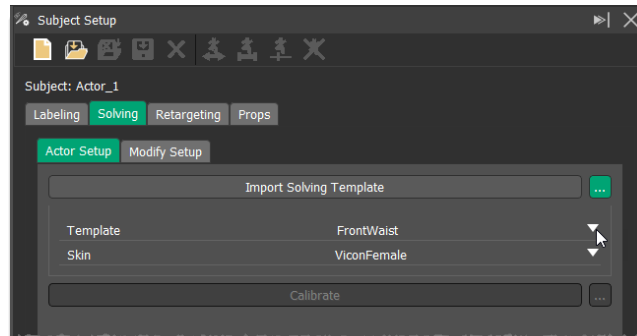 Subject Setup
Subject: Actor_1
Labeling Solving Retargeting Props
Actor Setup Modify Setup
Import Solving Template ...
Template FrontWaist
Skin ViconFemale
Calibrate ...